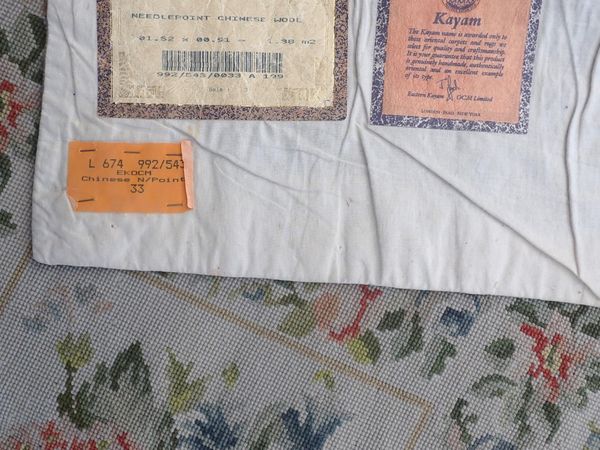 NEEDLEPOINT CHINESE WOOL
01.52 x 00.91 = 1.38 m2
992/543/0033 A 199
Kayam
The Kayam name is awarded only to
those oriental carpets and rugs we
select for quality and craftsmanship.
It is your guarantee that this product
is genuinely handmade, authentically
oriental and an excellent example
of its type.
Eastern Kayam OCM Limited
LONDON · PARIS · NEW YORK
L 674 992/543
EKOCM
Chinese N/Point
33